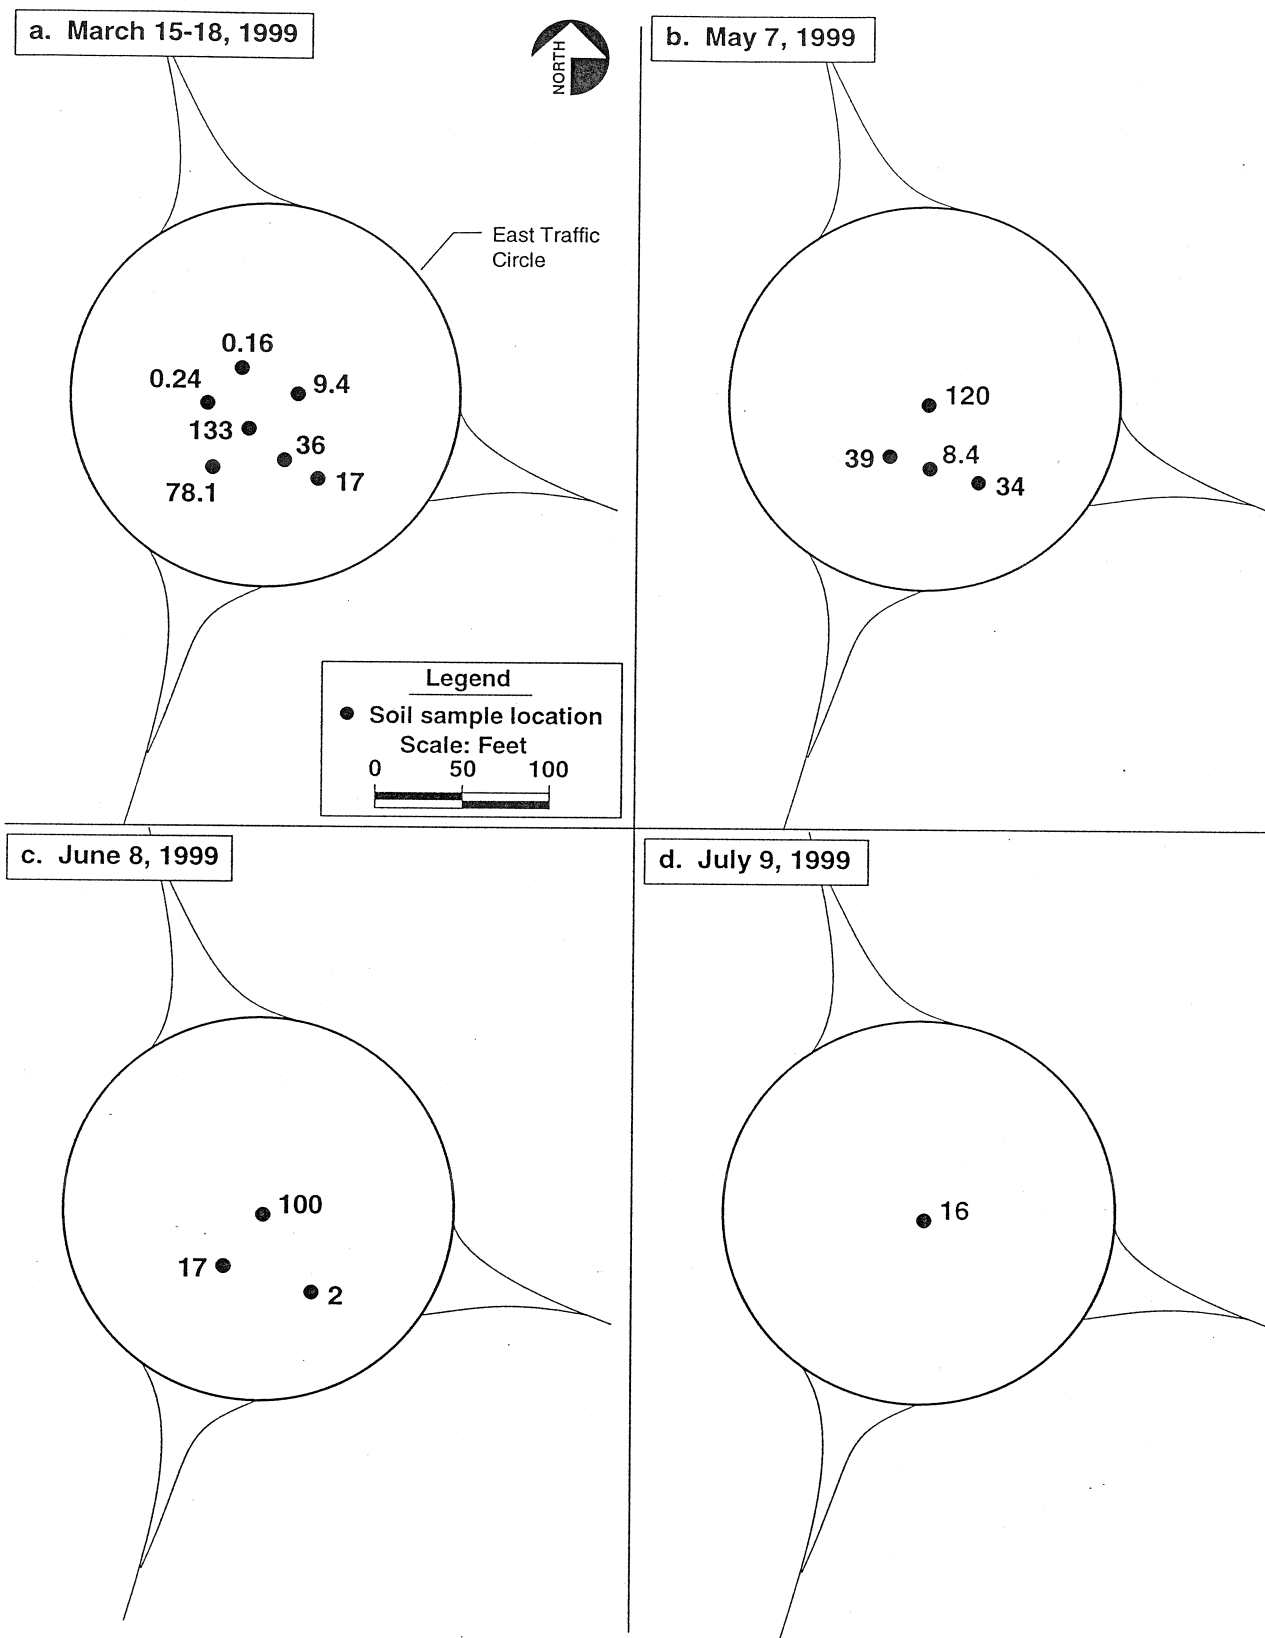 a. March 15-18, 1999
NORTH
East Traffic
Circle
0.16
0.24
9.4
133
36
78.1
17
Legend
Soil sample location
Scale: Feet
0 50 100
b. May 7, 1999
120
39
8.4
34
c. June 8, 1999
100
17
2
d. July 9, 1999
16